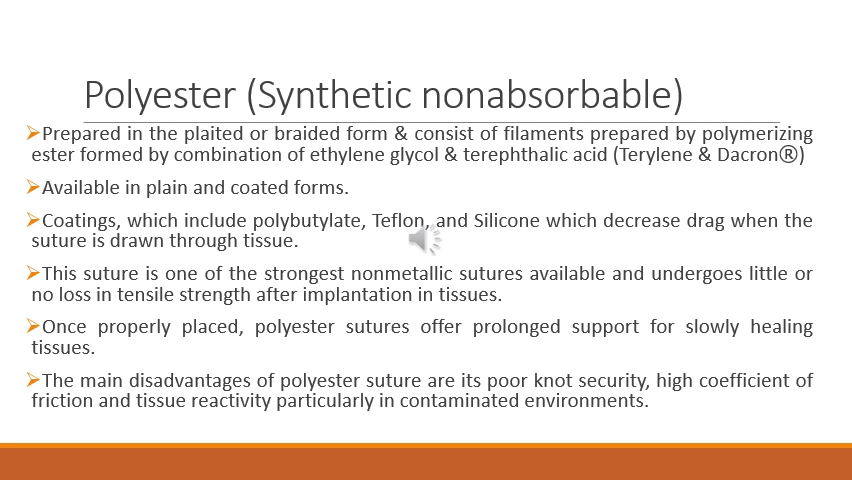 Polyester (Synthetic nonabsorbable)
➢Prepared in the plaited or braided form & consist of filaments prepared by polymerizing
ester formed by combination of ethylene glycol & terephthalic acid (Terylene & Dacron®)
➢Available in plain and coated forms.
➢Coatings, which include polybutylate, Teflon, and Silicone which decrease drag when the
suture is drawn through tissue.
➢This suture is one of the strongest nonmetallic sutures available and undergoes little or
no loss in tensile strength after implantation in tissues.
➢Once properly placed, polyester sutures offer prolonged support for slowly healing
tissues.
➢The main disadvantages of polyester suture are its poor knot security, high coefficient of
friction and tissue reactivity particularly in contaminated environments.